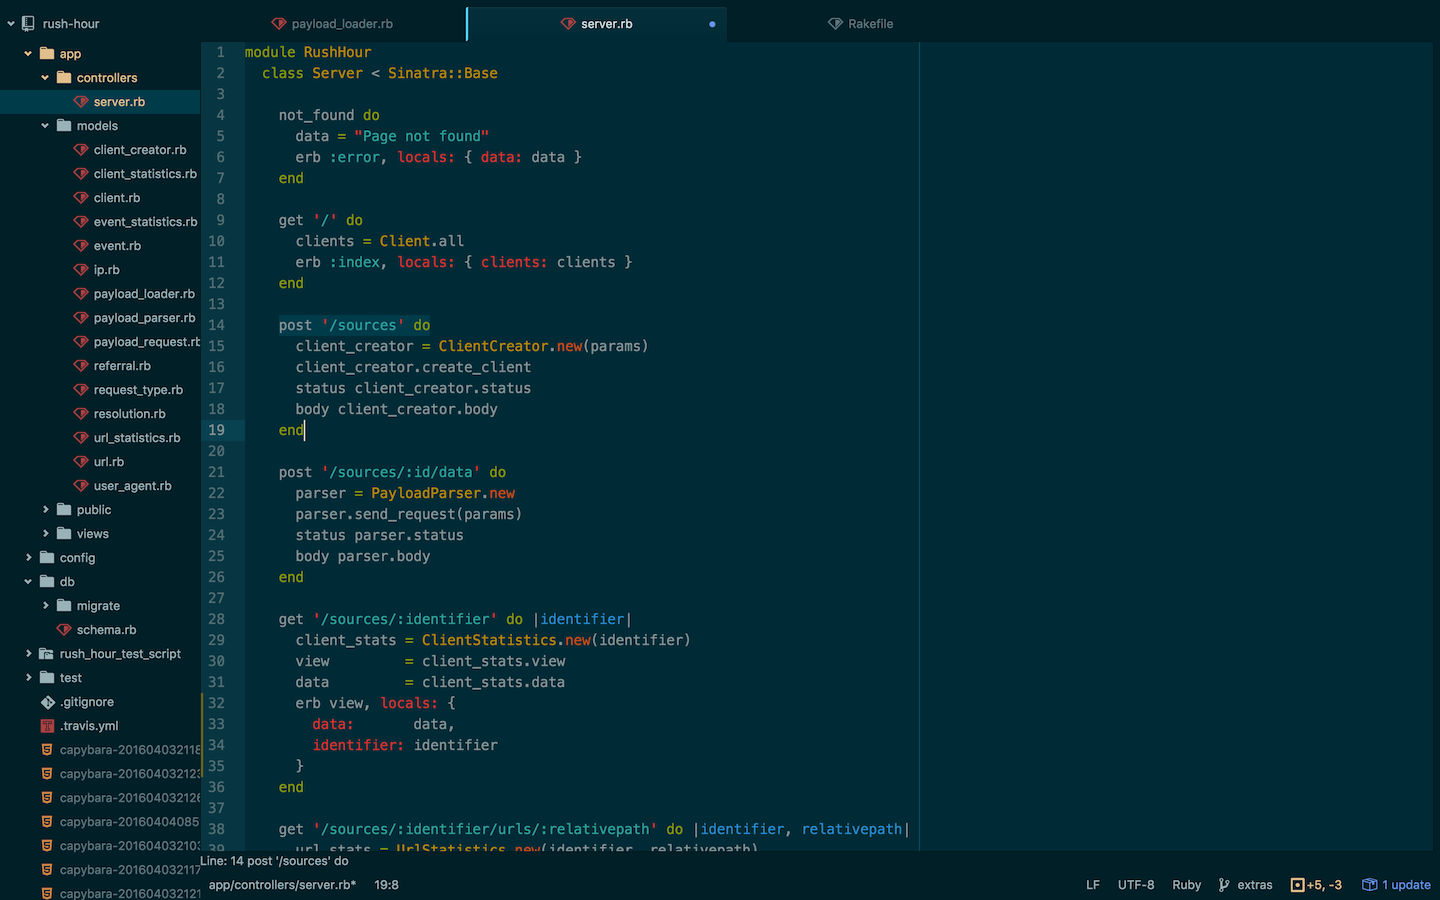 rush-hour
app
controllers
server.rb
models
client_creator.rb
client_statistics.rb
client.rb
event_statistics.rb
event.rb
ip.rb
payload_loader.rb
payload_parser.rb
payload_request.rb
referral.rb
request_type.rb
resolution.rb
url_statistics.rb
url.rb
user_agent.rb
public
views
config
db
migrate
schema.rb
rush_hour_test_script
test
.gitignore
.travis.yml
capybara-201604032118
capybara-20160403212
capybara-20160403212
capybara-20160404085
capybara-20160403210
capybara-201604032117
capybara-201604032121
payload_loader.rb
server.rb
Rakefile
1 module RushHour
2 class Server < Sinatra::Base
3
4 not_found do
5 data = "Page not found"
6 erb :error, locals: { data: data }
7 end
8
9 get '/' do
10 clients = Client.all
11 erb :index, locals: { clients: clients }
12 end
13
14 post '/sources' do
15 client_creator = ClientCreator.new(params)
16 client_creator.create_client
17 status client_creator.status
18 body client_creator.body
19 end
20
21 post '/sources/:id/data' do
22 parser = PayloadParser.new
23 parser.send_request(params)
24 status parser.status
25 body parser.body
26 end
27
28 get '/sources/:identifier' do |identifier|
29 client_stats = ClientStatistics.new(identifier)
30 view = client_stats.view
31 data = client_stats.data
32 erb view, locals: {
33 data: data,
34 identifier: identifier
35 }
36 end
37
38 get '/sources/:identifier/urls/:relativepath' do |identifier, relativepath|
39 url_stats = UrlStatistics.new(identifier, relativepath)
Line: 14 post '/sources' do
app/controllers/server.rb* 19:8 LF UTF-8 Ruby extras +5, -3 1 update